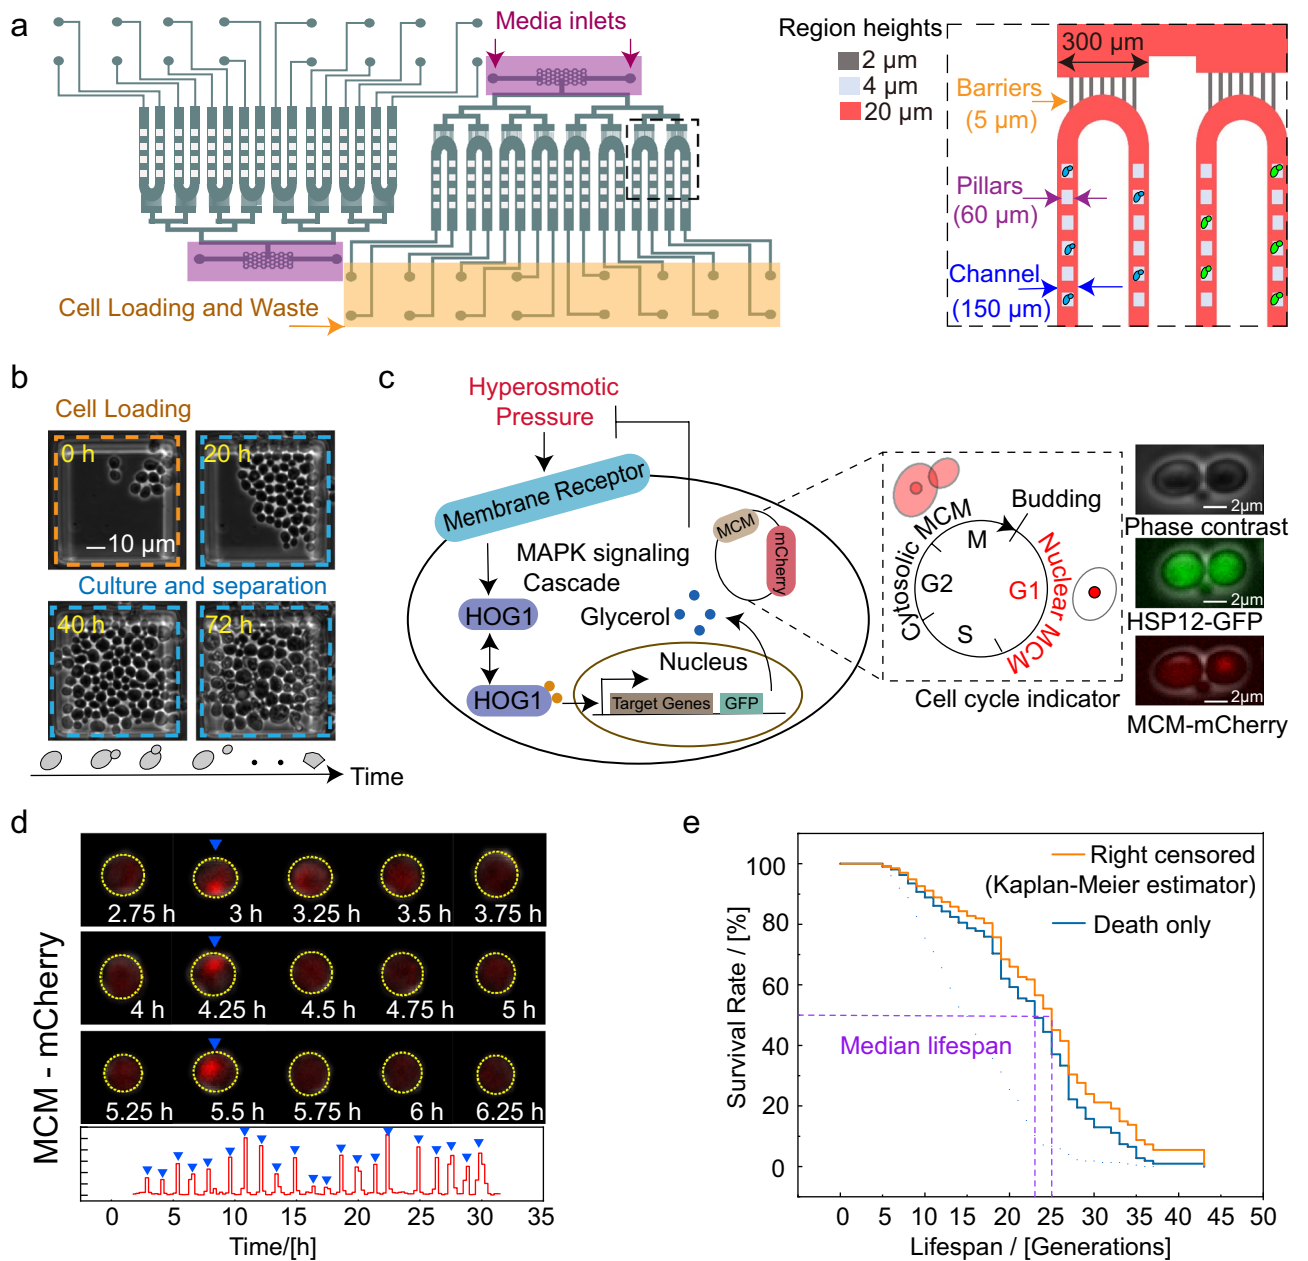 a
Media inlets
Cell Loading and Waste
Region heights
2 μm
4 μm
20 μm
300 μm
Barriers
(5 μm)
Pillars
(60 μm)
Channel
(150 μm)
b
Cell Loading
0 h
10 μm
20 h
Culture and separation
40 h
72 h
Time
c
Hyperosmotic
Pressure
Membrane Receptor
MAPK signaling
Cascade
HOG1
HOG1
Glycerol
Nucleus
Target Genes
GFP
MCM
mCherry
Cytosolic MCM
Budding
M
G2
G1
S
Nuclear MCM
Cell cycle indicator
2μm
Phase contrast
2μm
HSP12-GFP
2μm
MCM-mCherry
d
MCM - mCherry
2.75 h
3 h
3.25 h
3.5 h
3.75 h
4 h
4.25 h
4.5 h
4.75 h
5 h
5.25 h
5.5 h
5.75 h
6 h
6.25 h
0 5 10 15 20 25 30 35
Time/[h]
e
Survival Rate / [%]
100
80
60
40
20
0
Right censored
(Kaplan-Meier estimator)
Death only
Median lifespan
0 5 10 15 20 25 30 35 40 45 50
Lifespan / [Generations]